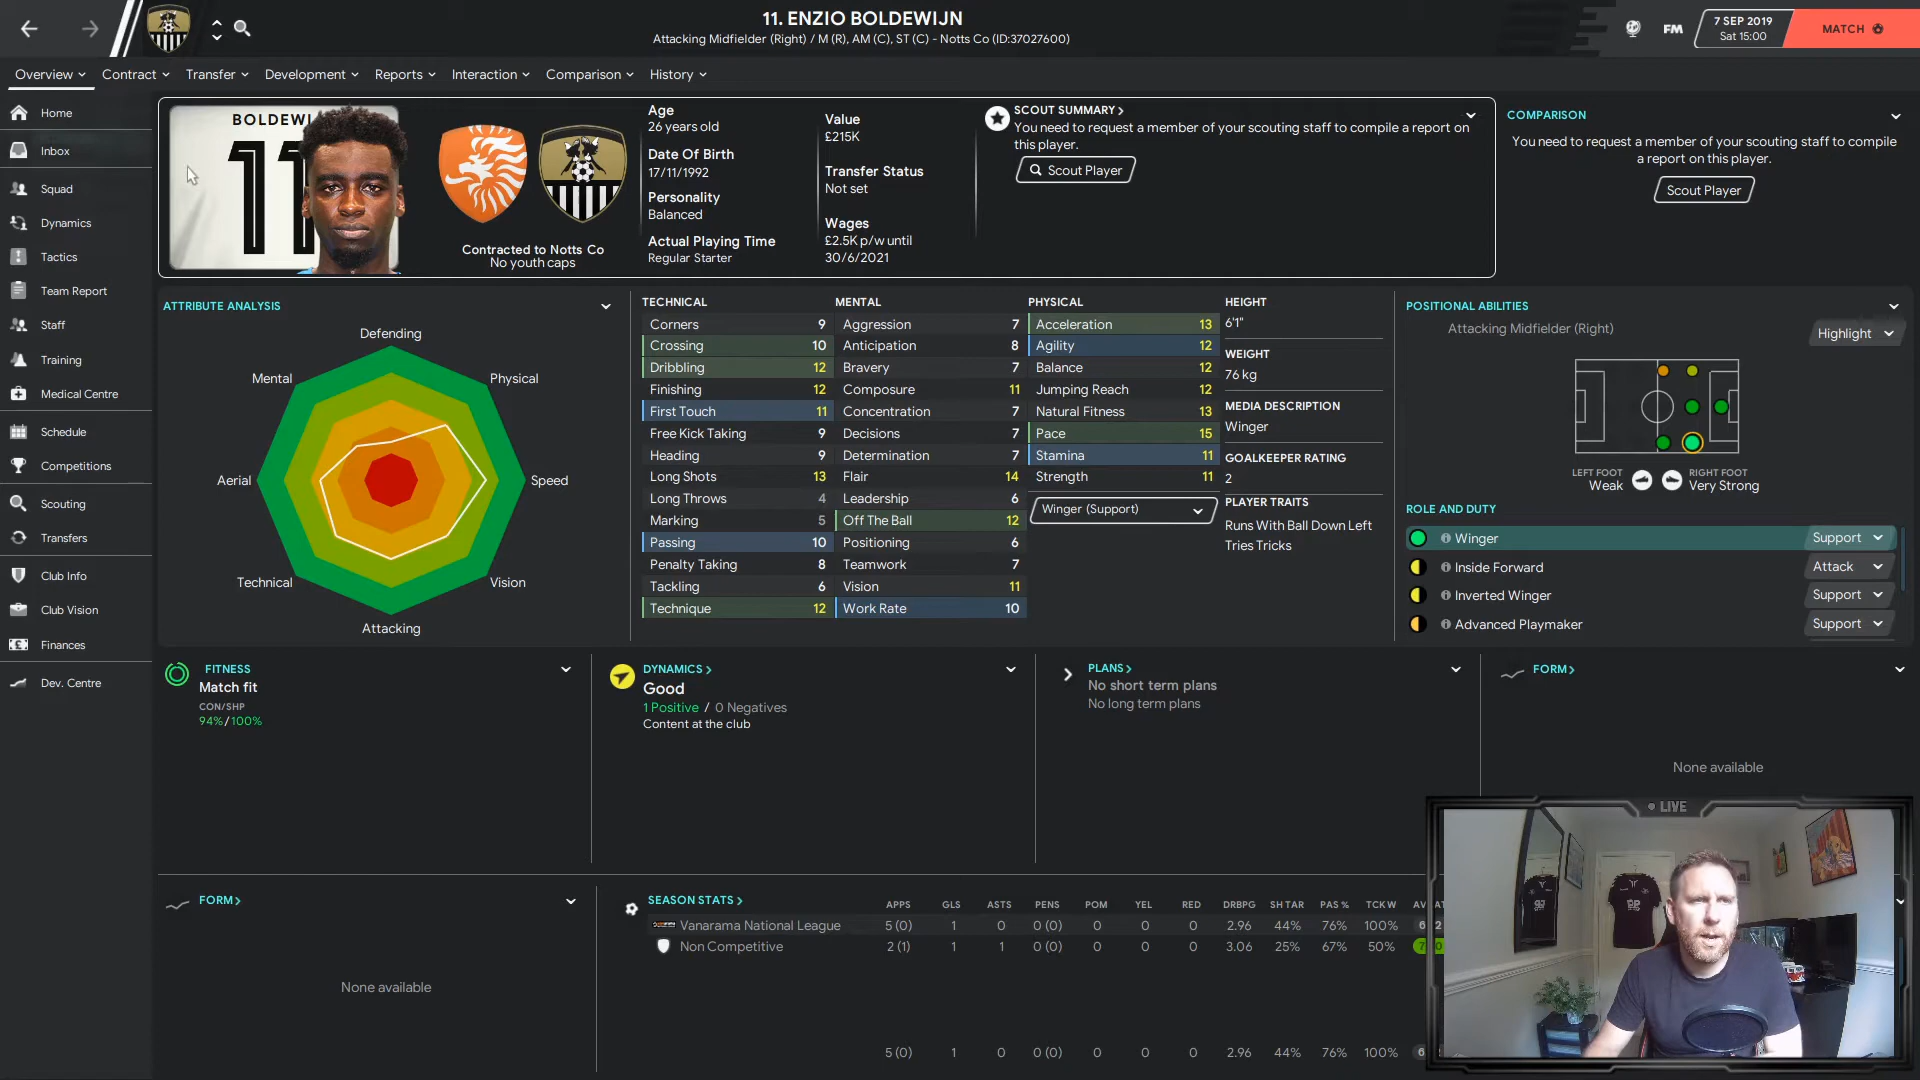 11. ENZIO BOLDEWIJN
Attacking Midfielder (Right) / M (R), AM (C), ST (C) - Notts Co (ID:37027600)
FM
7 SEP 2019
Sat 15:00
MATCH
Overview
Contract
Transfer
Development
Reports
Interaction
Comparison
History
Home
Inbox
Squad
Dynamics
Tactics
Team Report
Staff
Training
Medical Centre
Schedule
Competitions
Scouting
Transfers
Club Info
Club Vision
Finances
Dev. Centre
BOLDEWI
11
Contracted to Notts Co
No youth caps
Age
26 years old
Date Of Birth
17/11/1992
Personality
Balanced
Actual Playing Time
Regular Starter
Value
£215K
Transfer Status
Not set
Wages
£2.5K p/w until
30/6/2021
SCOUT SUMMARY >
You need to request a member of your scouting staff to compile a report on
this player.
Scout Player
COMPARISON
You need to request a member of your scouting staff to compile
a report on this player.
Scout Player
ATTRIBUTE ANALYSIS
Defending
Mental
Physical
Aerial
Speed
Technical
Vision
Attacking
TECHNICAL
Corners 9
Crossing 10
Dribbling 12
Finishing 12
First Touch 11
Free Kick Taking 9
Heading 9
Long Shots 13
Long Throws 4
Marking 5
Passing 10
Penalty Taking 8
Tackling 6
Technique 12
MENTAL
Aggression 7
Anticipation 8
Bravery 7
Composure 11
Concentration 7
Decisions 7
Determination 7
Flair 14
Leadership 6
Off The Ball 12
Positioning 6
Teamwork 7
Vision 11
Work Rate 10
PHYSICAL
Acceleration 13
Agility 12
Balance 12
Jumping Reach 12
Natural Fitness 13
Pace 15
Stamina 11
Strength 11
Winger (Support)
HEIGHT
6'1"
WEIGHT
76 kg
MEDIA DESCRIPTION
Winger
GOALKEEPER RATING
2
PLAYER TRAITS
Runs With Ball Down Left
Tries Tricks
POSITIONAL ABILITIES
Attacking Midfielder (Right)
Highlight
LEFT FOOT
Weak
RIGHT FOOT
Very Strong
ROLE AND DUTY
Winger Support
Inside Forward Attack
Inverted Winger Support
Advanced Playmaker Support
FITNESS
Match fit
CON/SHP
94%/100%
DYNAMICS >
Good
1 Positive / 0 Negatives
Content at the club
PLANS >
No short term plans
No long term plans
FORM >
None available
LIVE
FORM >
None available
SEASON STATS > APPS GLS ASTS PENS POM YEL RED DRBPG SH TAR PAS % TCK W
Vanarama National League 5 (0) 1 0 0 (0) 0 0 0 2.96 44% 76% 100%
Non Competitive 2 (1) 1 1 0 (0) 0 0 0 3.06 25% 67% 50%
5 (0) 1 0 0 (0) 0 0 0 2.96 44% 76% 100%